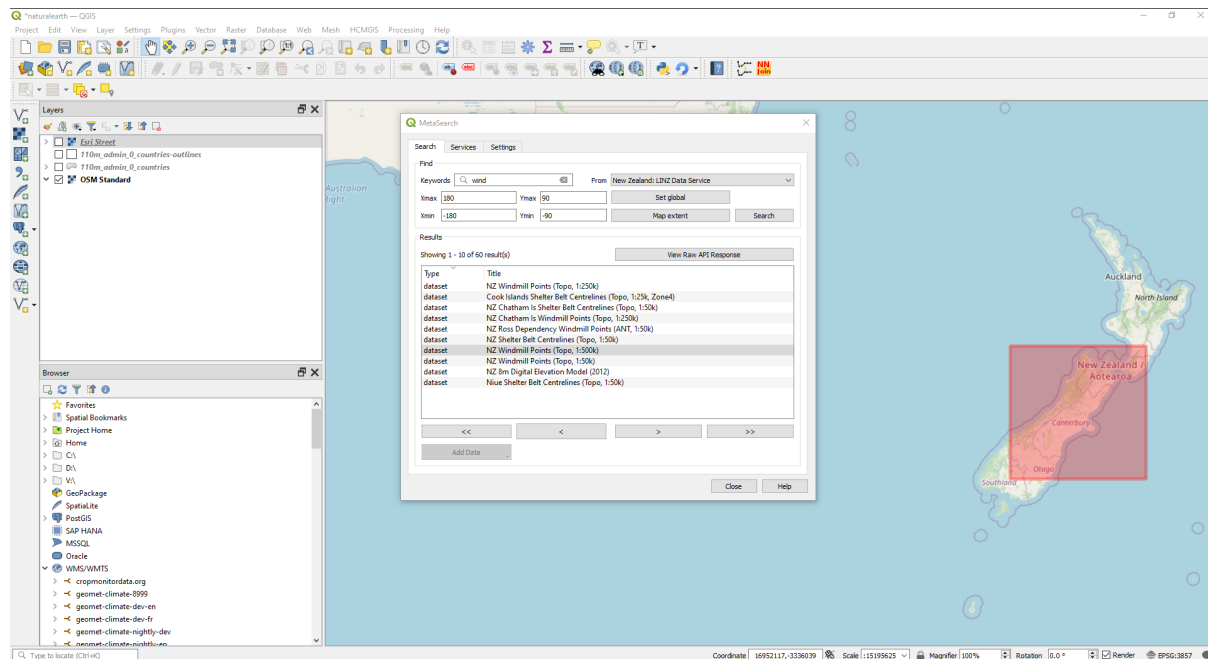 *naturalearth — QGIS
Project Edit View Layer Settings Plugins Vector Raster Database Web Mesh HCMGIS Processing Help
Layers
Esri Street
110m_admin_0_countries-outlines
110m_admin_0_countries
OSM Standard
Browser
Favorites
Spatial Bookmarks
Project Home
Home
C:\
D:\
V:\
GeoPackage
SpatiaLite
PostGIS
SAP HANA
MSSQL
Oracle
WMS/WMTS
cropmonitordata.org
geomet-climate-8999
geomet-climate-dev-en
geomet-climate-dev-fr
geomet-climate-nightly-dev
geomet-climate-nightly-en
MetaSearch
Search Services Settings
Find
Keywords wind From New Zealand: LINZ Data Service
Xmax 180 Ymax 90 Set global
Xmin -180 Ymin -90 Map extent Search
Results
Showing 1 - 10 of 60 result(s) View Raw API Response
Type Title
dataset NZ Windmill Points (Topo, 1:250k)
dataset Cook Islands Shelter Belt Centrelines (Topo, 1:25k, Zone4)
dataset NZ Chatham Is Shelter Belt Centrelines (Topo, 1:50k)
dataset NZ Chatham Is Windmill Points (Topo, 1:250k)
dataset NZ Ross Dependency Windmill Points (ANT, 1:50k)
dataset NZ Shelter Belt Centrelines (Topo, 1:50k)
dataset NZ Windmill Points (Topo, 1:500k)
dataset NZ Windmill Points (Topo, 1:50k)
dataset NZ 8m Digital Elevation Model (2012)
dataset Niue Shelter Belt Centrelines (Topo, 1:50k)
<< < > >>
Add Data
Close Help
Australian
Bight
Auckland
North Island
New Zealand /
Aotearoa
Canterbury
Otago
Southland
NN
Join
Type to locate (Ctrl+K) Coordinate 16952117,-3336039 Scale 1:15195625 Magnifier 100% Rotation 0.0 ° Render EPSG:3857